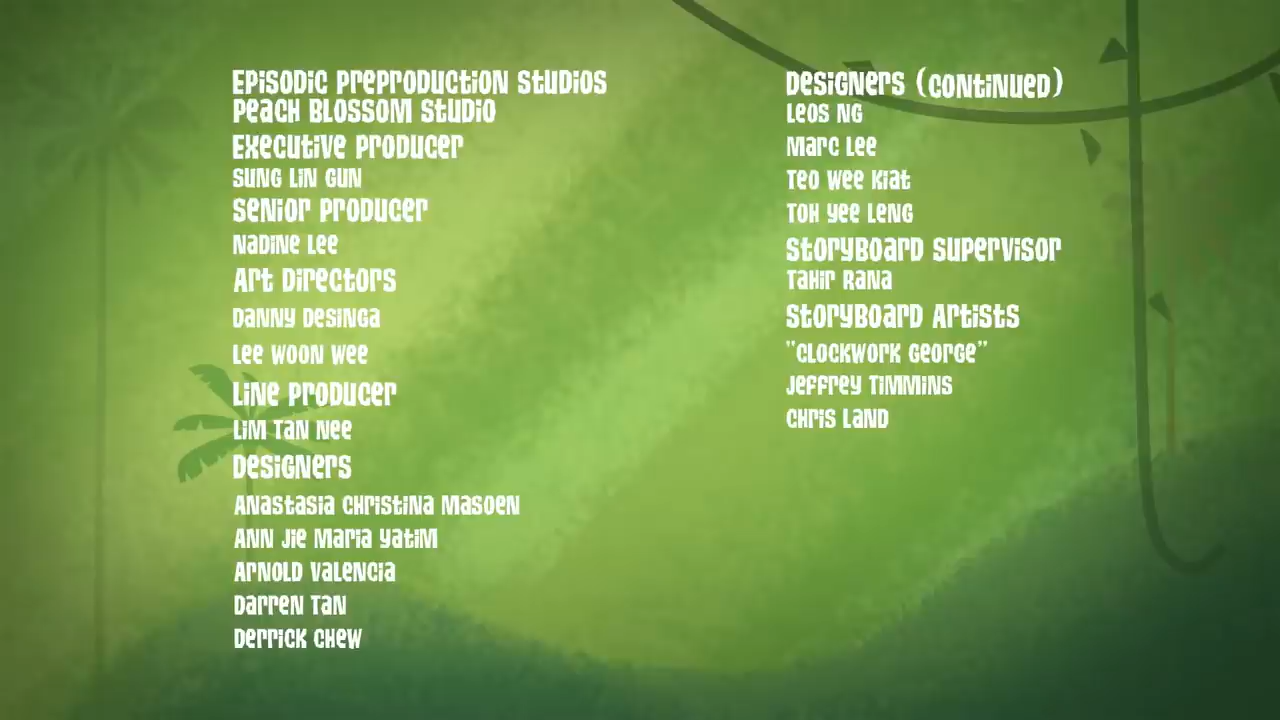 Episodic Preproduction Studios
Peach Blossom Studio
Executive Producer
Sung Lin Gun
Senior Producer
Nadine Lee
Art Directors
Danny Desinga
Lee Woon Wee
Line Producer
Lim Tan Nee
Designers
Anastasia Christina Masoen
Ann Jie Maria Yatim
Arnold Valencia
Darren Tan
Derrick Chew
Designers (continued)
Leos Ng
Marc Lee
Teo Wee Kiat
Toh Yee Leng
Storyboard Supervisor
Tahir Rana
Storyboard Artists
"Clockwork George"
Jeffrey Timmins
Chris Land